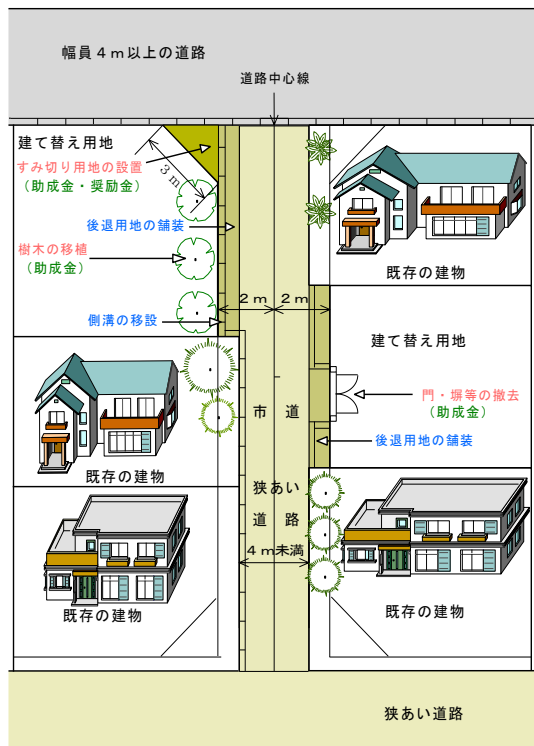 幅員４ｍ以上の道路
道路中心線
建て替え用地
すみ切り用地の設置
（助成金・奨励金）
3 m
後退用地の舗装
樹木の移植
（助成金）
既存の建物
２ｍ
２ｍ
側溝の移設
建て替え用地
門・塀等の撤去
（助成金）
市道
後退用地の舗装
既存の建物
狭あい
道路
４ｍ未満
既存の建物
既存の建物
狭あい道路